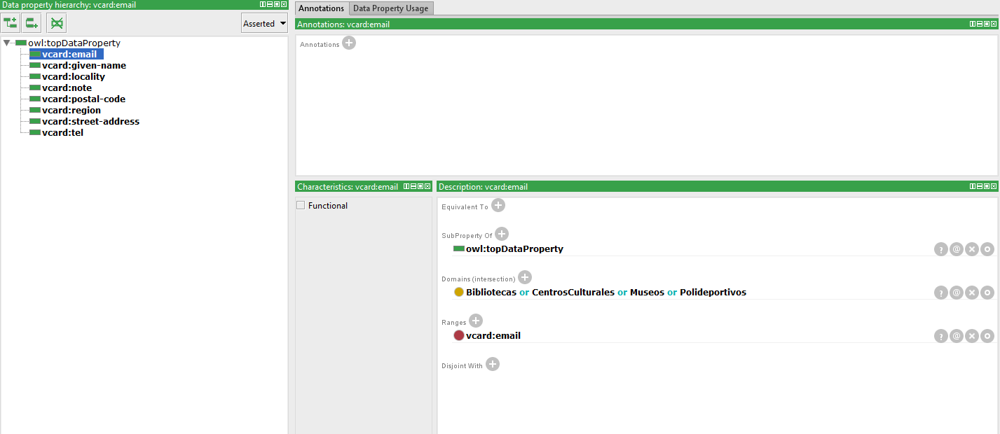 Data property hierarchy: vcard:email
Asserted
owl:topDataProperty
vcard:email
vcard:given-name
vcard:locality
vcard:note
vcard:postal-code
vcard:region
vcard:street-address
vcard:tel
Annotations Data Property Usage
Annotations: vcard:email
Annotations
Characteristics: vcard:email
Functional
Description: vcard:email
Equivalent To
SubProperty Of
owl:topDataProperty
Domains (intersection)
Bibliotecas or CentrosCulturales or Museos or Polideportivos
Ranges
vcard:email
Disjoint With